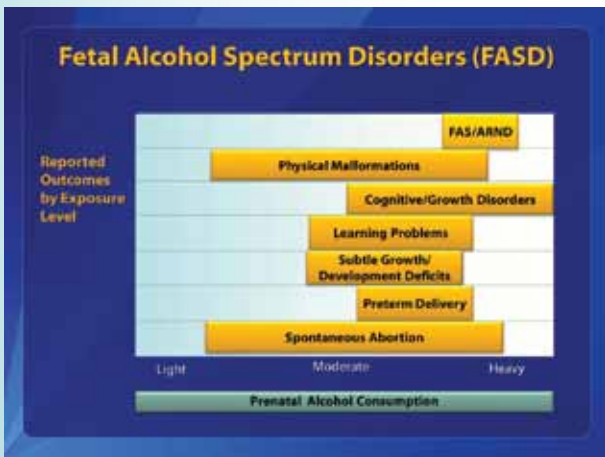 Fetal Alcohol Spectrum Disorders (FASD)
Reported
Outcomes
by Exposure
Level
FAS/ARND
Physical Malformations
Cognitive/Growth Disorders
Learning Problems
Subtle Growth/
Development Deficits
Preterm Delivery
Spontaneous Abortion
Light
Moderate
Heavy
Prenatal Alcohol Consumption